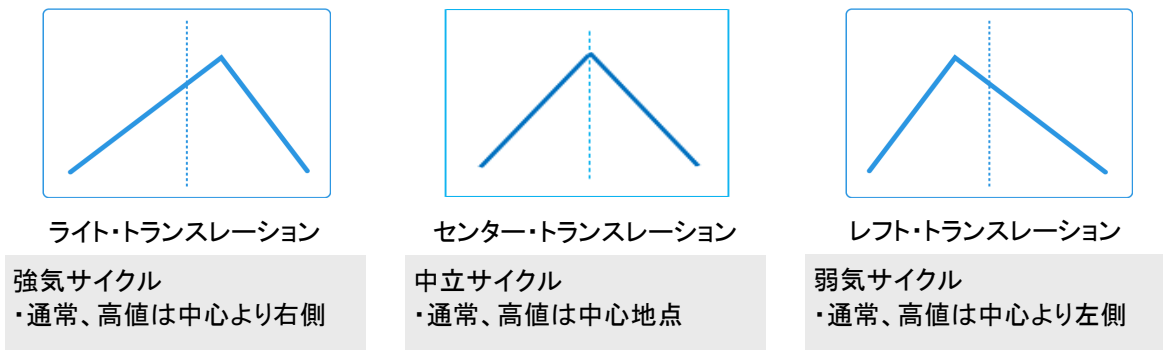 ライト・トランスレーション
センター・トランスレーション
レフト・トランスレーション
強気サイクル
・通常、高値は中心より右側
中立サイクル
・通常、高値は中心地点
弱気サイクル
・通常、高値は中心より左側